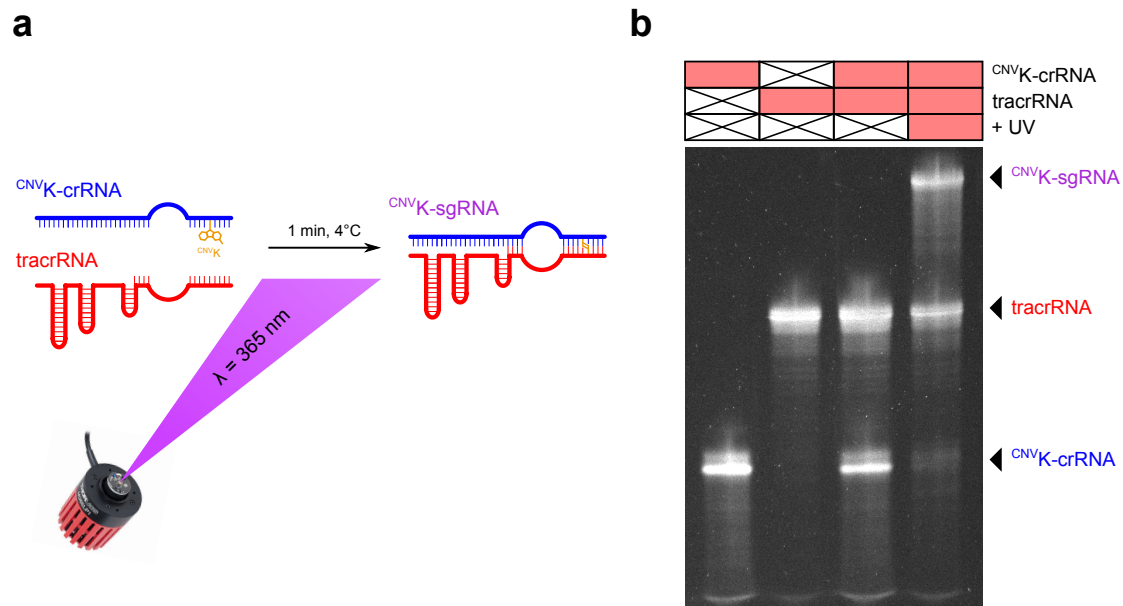 a
CNVK-crRNA
CNVK
tracrRNA
1 min, 4°C
CNVK-sgRNA
λ = 365 nm
b
CNVK-crRNA
tracrRNA
+ UV
CNVK-sgRNA
tracrRNA
CNVK-crRNA